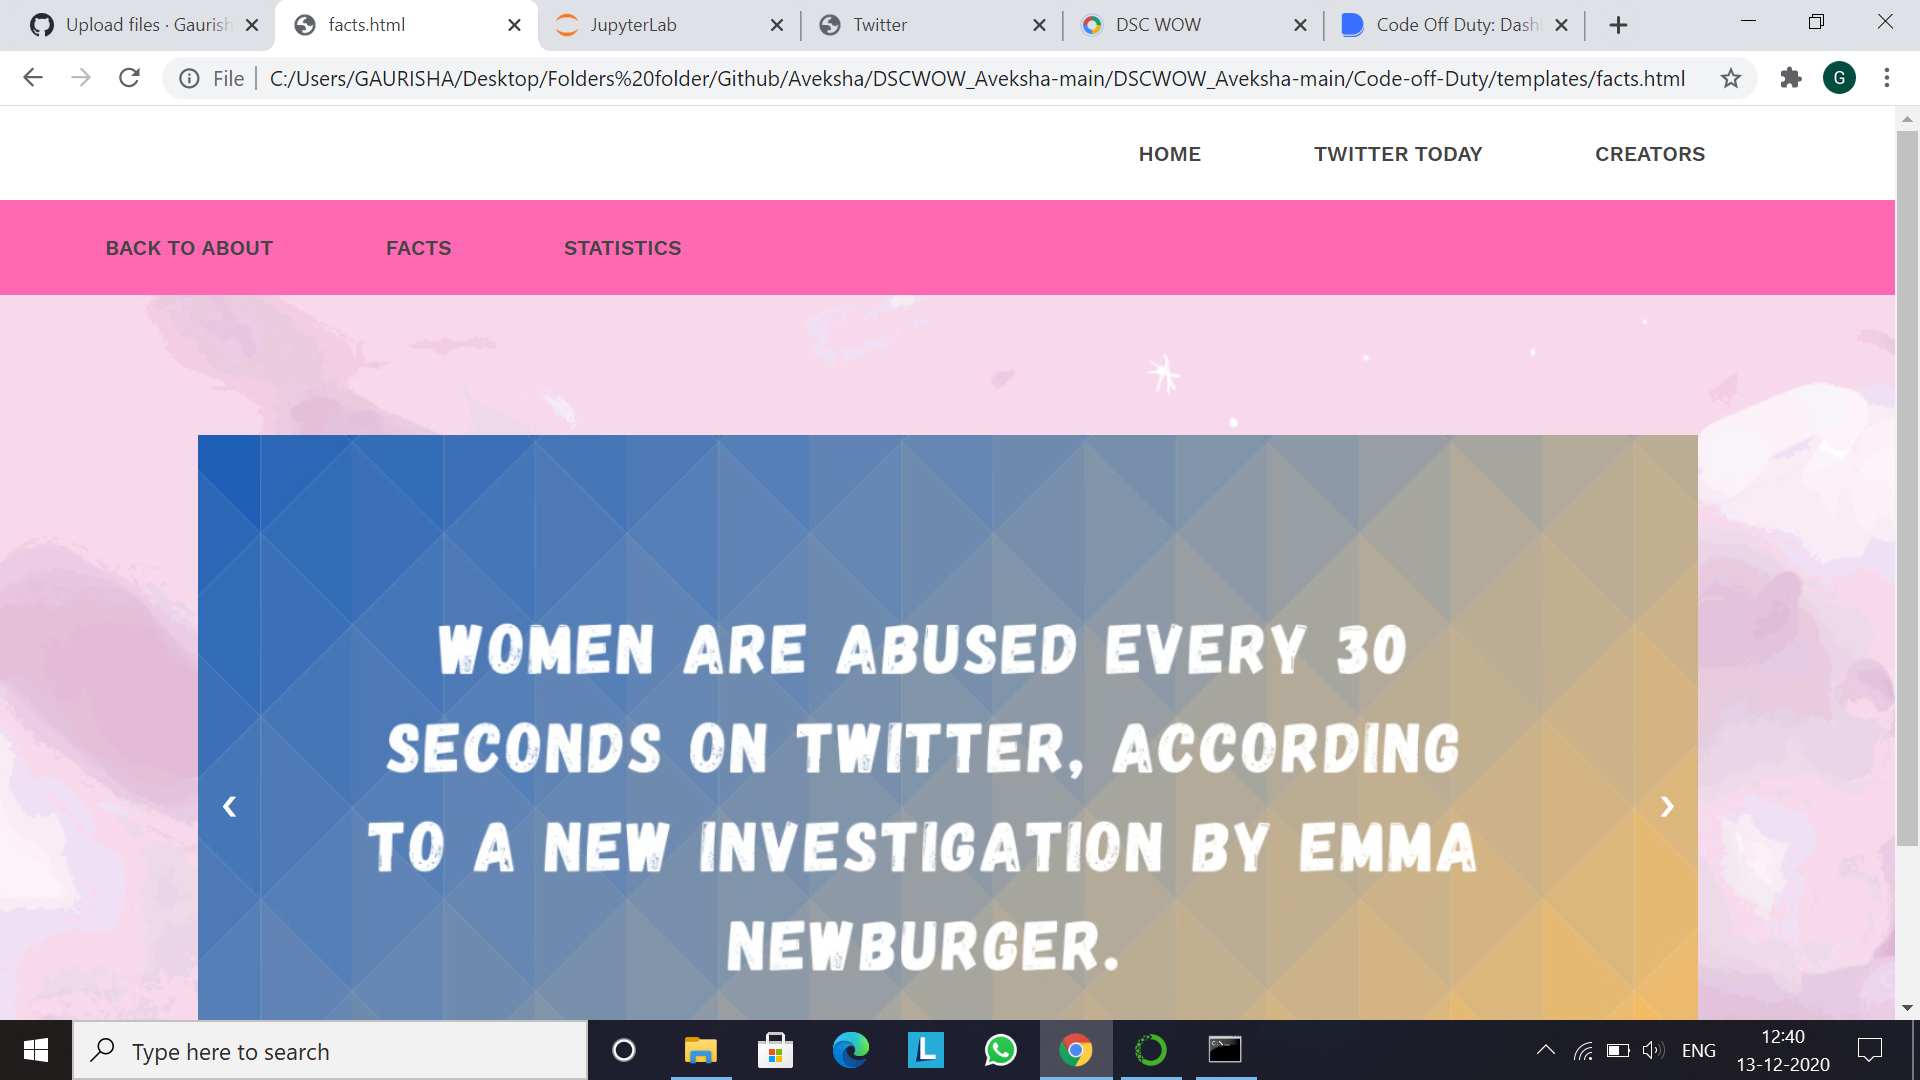 Upload files · Gaurish
facts.html
JupyterLab
Twitter
DSC WOW
Code Off Duty: Dash
File
C:/Users/GAURISHA/Desktop/Folders%20folder/Github/Aveksha/DSCWOW_Aveksha-main/DSCWOW_Aveksha-main/Code-off-Duty/templates/facts.html
G
HOME TWITTER TODAY CREATORS
BACK TO ABOUT FACTS STATISTICS
WOMEN ARE ABUSED EVERY 30
SECONDS ON TWITTER, ACCORDING
TO A NEW INVESTIGATION BY EMMA
NEWBURGER.
Type here to search
L
C:\_
ENG
12:40
13-12-2020